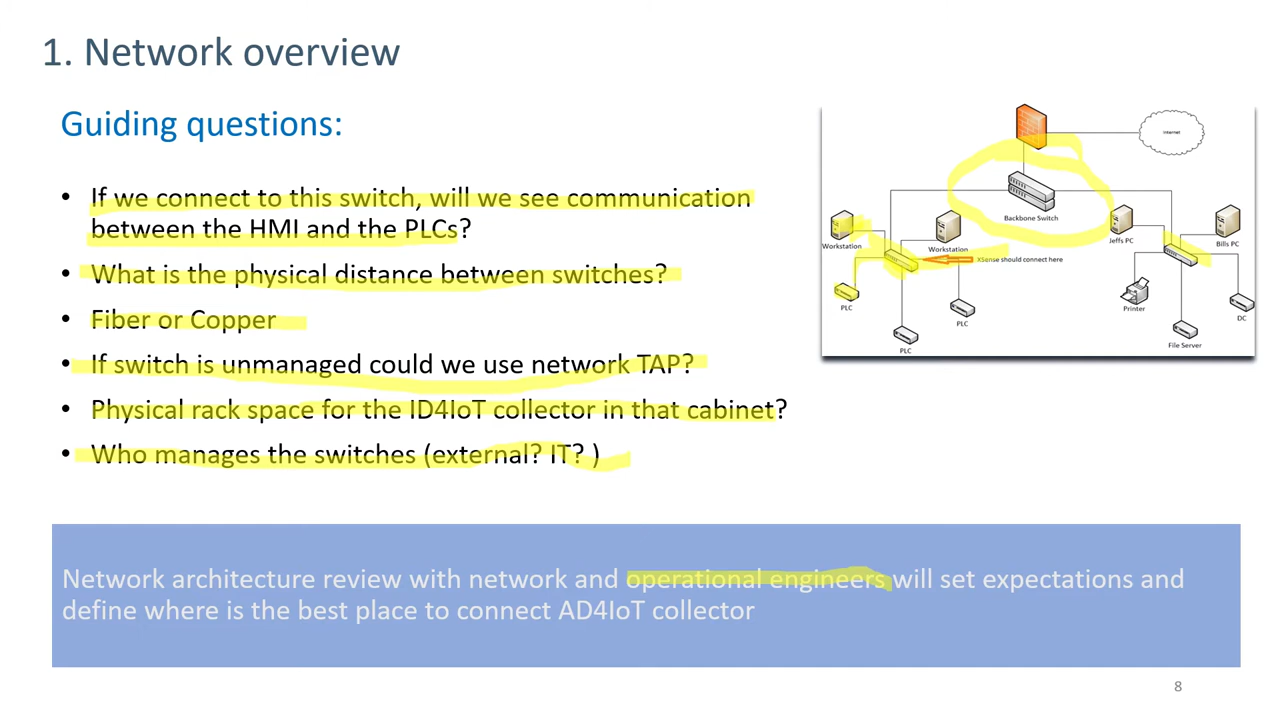 1. Network overview
Guiding questions:
• If we connect to this switch, will we see communication
between the HMI and the PLCs?
• What is the physical distance between switches?
• Fiber or Copper
• If switch is unmanaged could we use network TAP?
• Physical rack space for the ID4IoT collector in that cabinet?
• Who manages the switches (external? IT? )
Internet
Backbone Switch
Workstation
Workstation
Jeffs PC
Bills PC
XSense should connect here
PLC
PLC
PLC
Printer
DC
File Server
Network architecture review with network and operational engineers will set expectations and
define where is the best place to connect AD4IoT collector
8